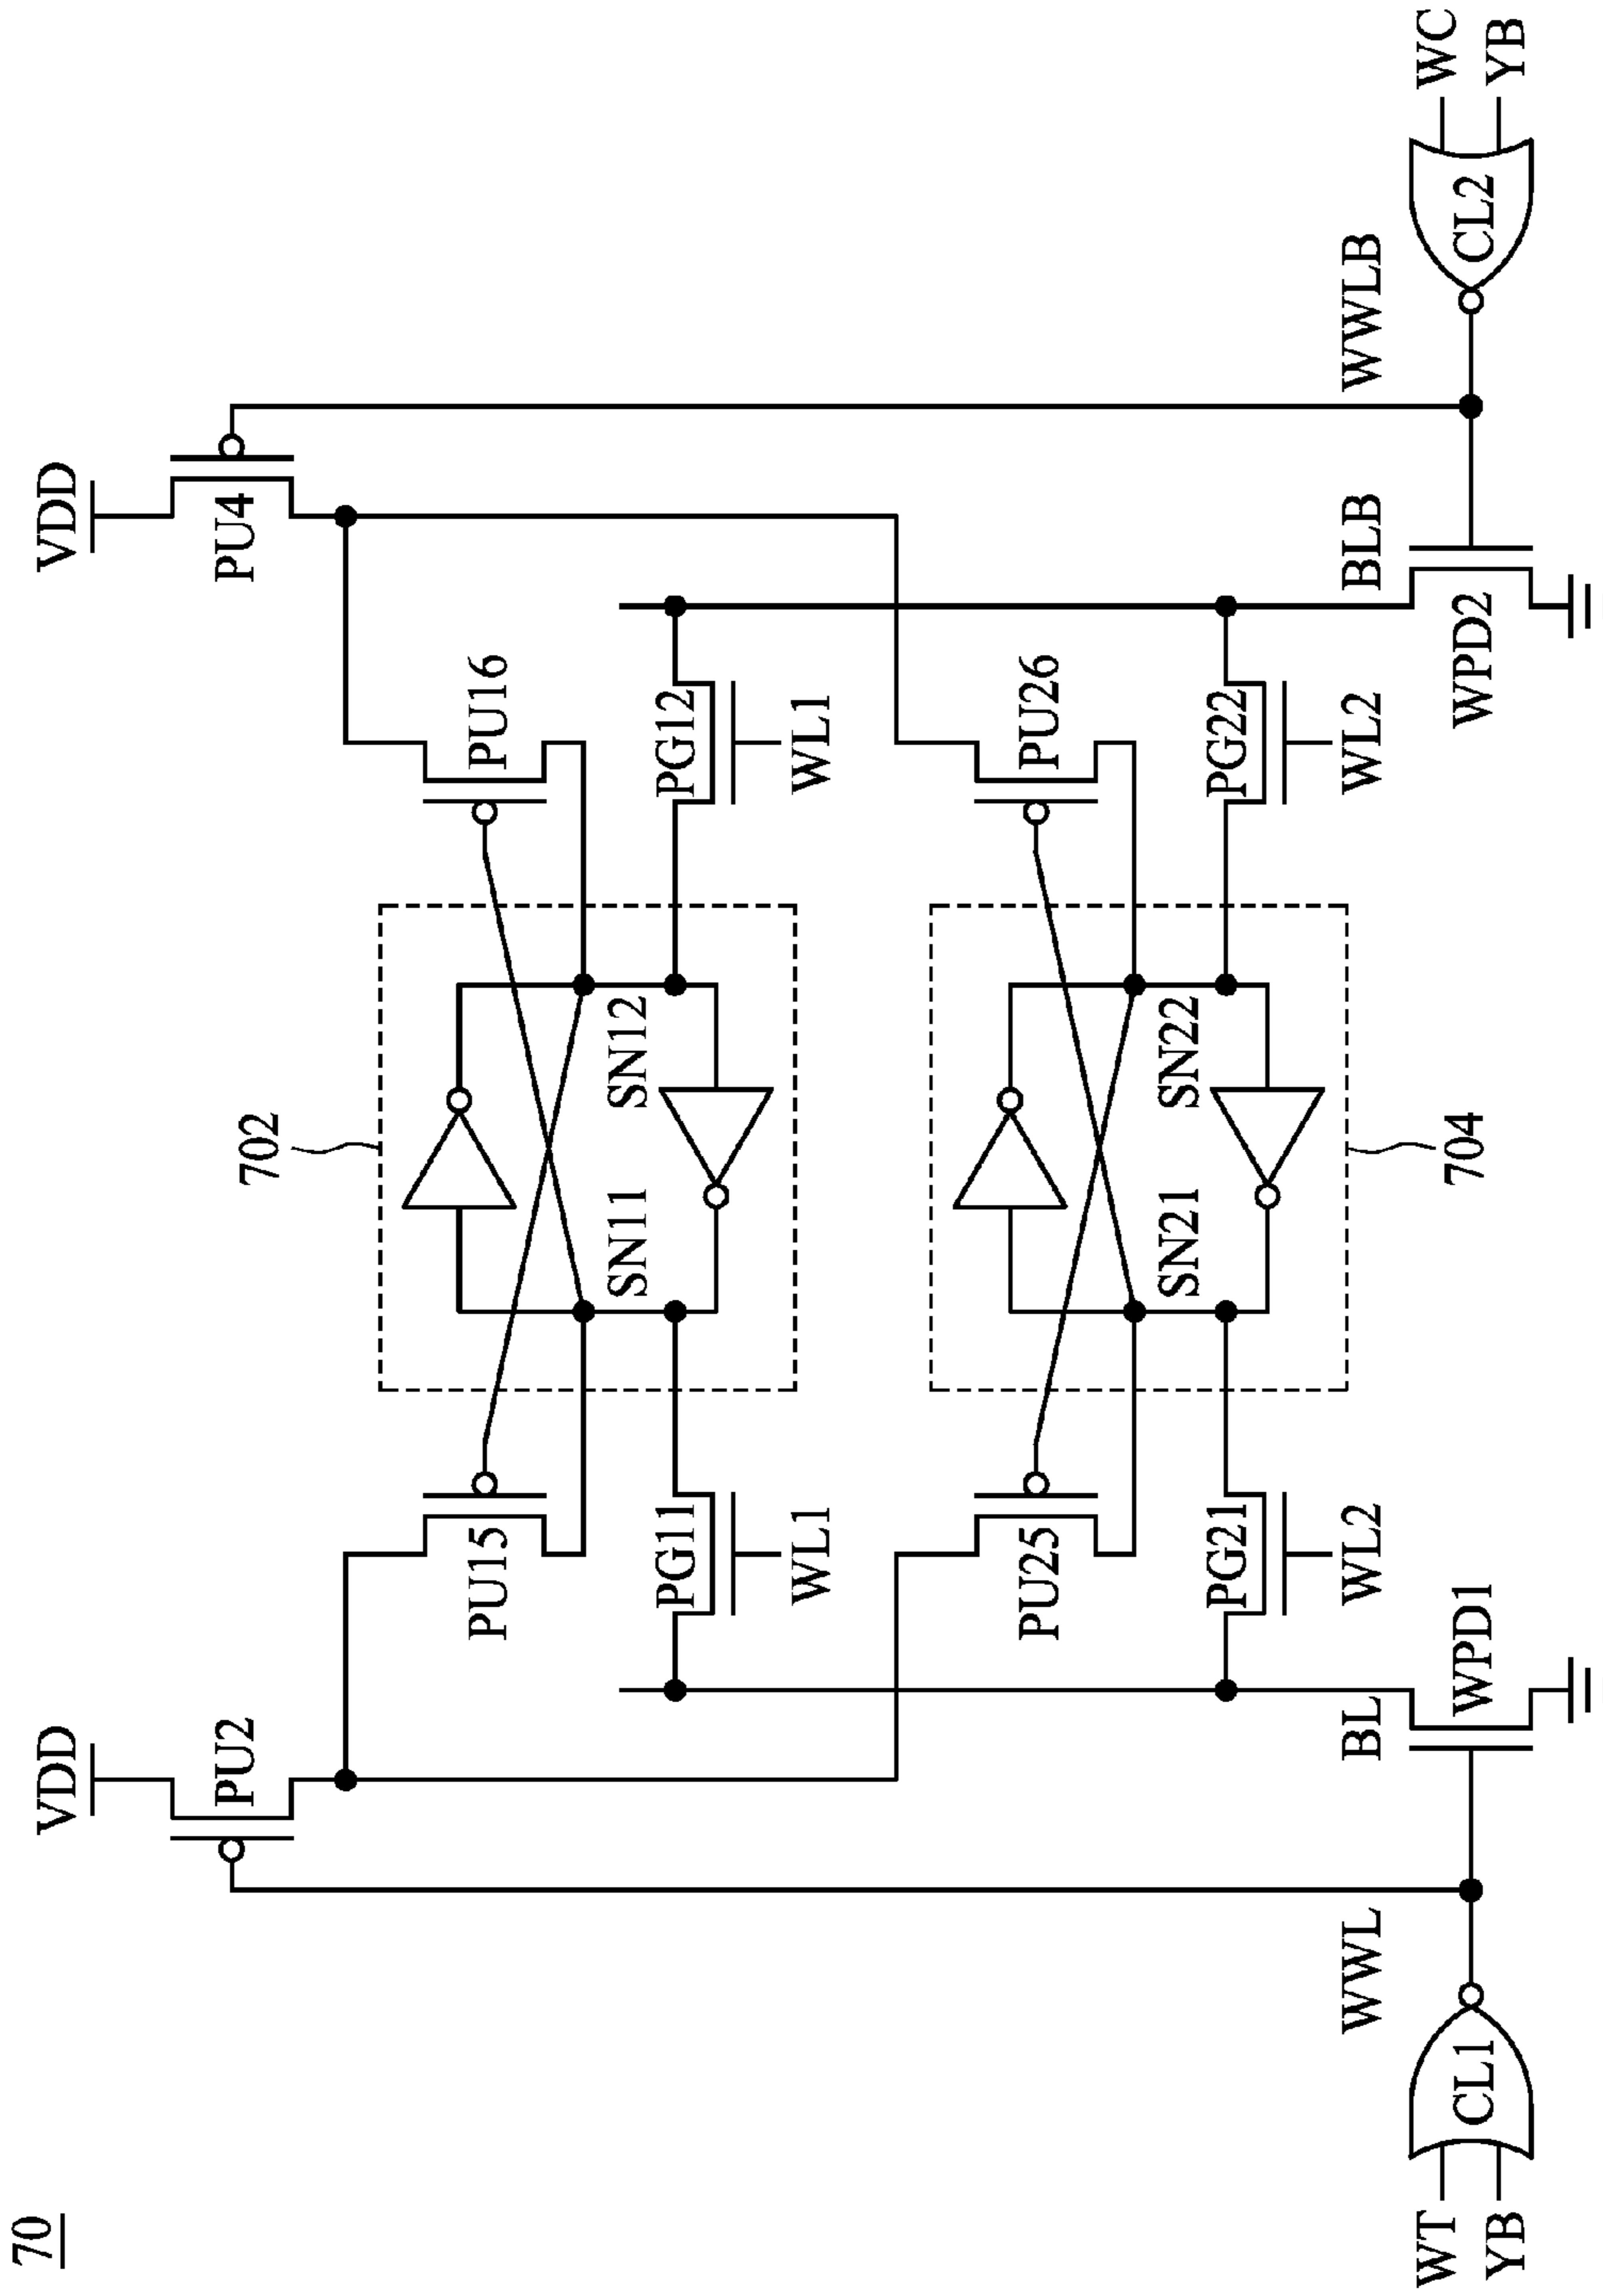 70
VDD
VDD
PU2
PU4
702
PU15
PU16
SN11
SN12
PG11
PG12
WL1
WL1
PU25
PU26
SN21
SN22
PG21
PG22
WL2
WL2
704
WWL
BL
BLB
WWLB
WT
YB
CL1
WPD1
WPD2
CL2
WC
YB